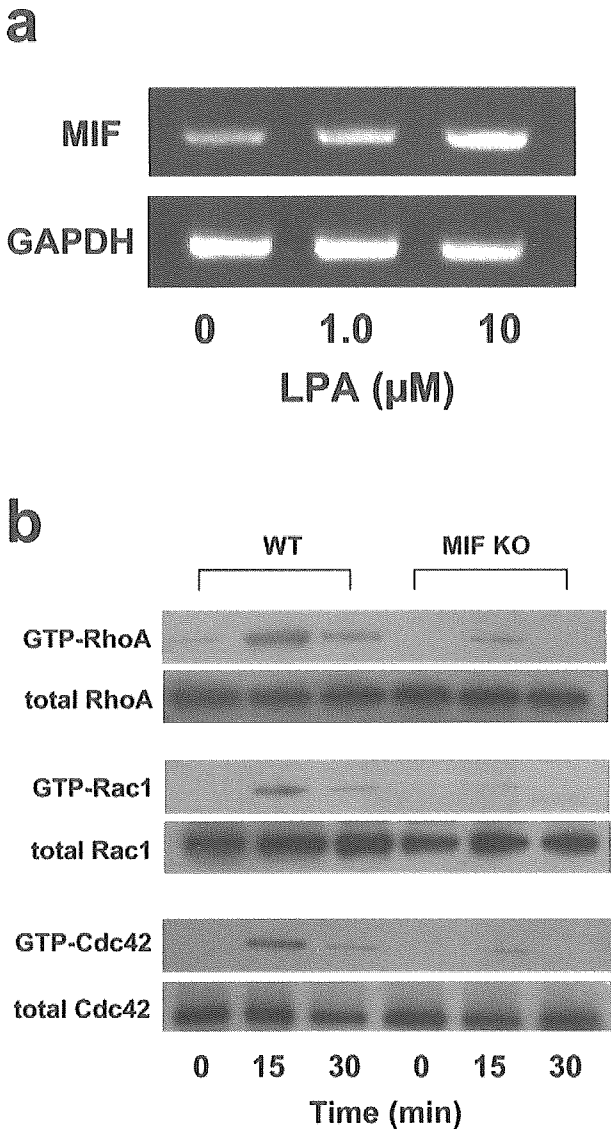 a
MIF
GAPDH
0 1.0 10
LPA (µM)
b
WT MIF KO
GTP-RhoA
total RhoA
GTP-Rac1
total Rac1
GTP-Cdc42
total Cdc42
0 15 30 0 15 30
Time (min)